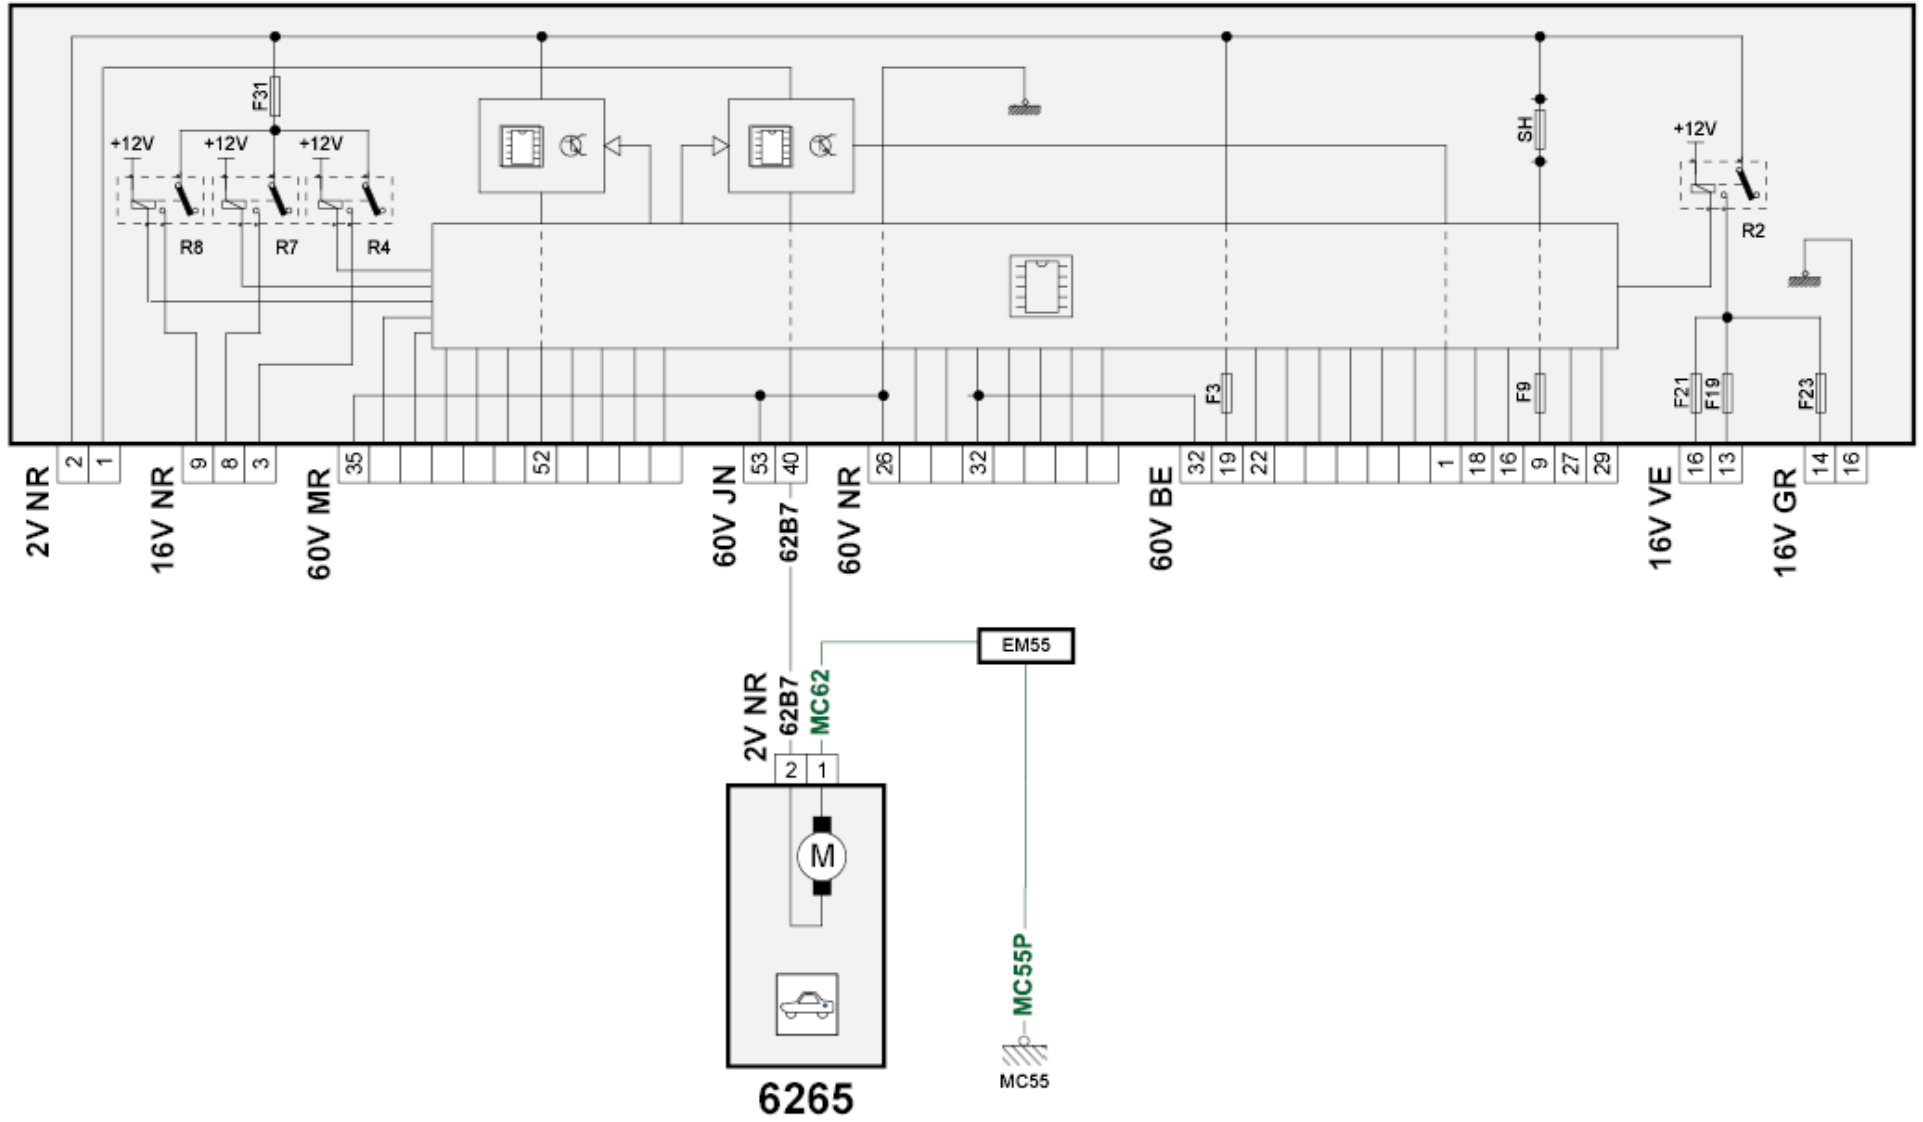 F31
SH
+12V
+12V
+12V
+12V
R8
R7
R4
R2
F3
F9
F21
F19
F23
2V NR
2
1
16V NR
9
8
3
60V MR
35
52
60V JN
53
40
60V NR
26
32
60V BE
32
19
22
1
18
16
9
27
29
16V VE
16
13
16V GR
14
16
62B7
EM55
2V NR
62B7
MC62
2
1
M
MC55P
MC55
6265